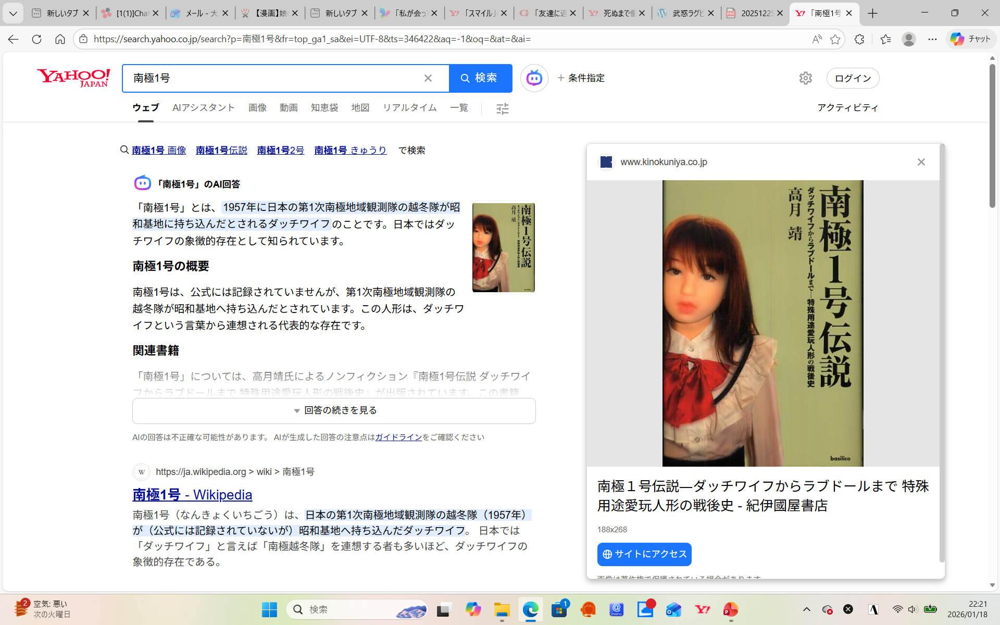 新しいタブ
[1(1)]Cha
メール - 大
【漫画】娘
新しいタブ
「私が会っ
「スマイル」
「友達に返
死ぬまで
武惑ラグビ
20251225
「南極1号
https://search.yahoo.co.jp/search?p=南極1号&fr=top_ga1_sa&ei=UTF-8&ts=346422&aq=-1&oq=&at=&ai=
チャット
YAHOO!
JAPAN
南極1号
検索
条件指定
ログイン
ウェブ AIアシスタント 画像 動画 知恵袋 地図 リアルタイム 一覧
アクティビティ
南極1号 画像 南極1号伝説 南極1号2号 南極1号 きゅうり で検索
「南極1号」のAI回答
「南極1号」とは、1957年に日本の第1次南極地域観測隊の越冬隊が昭
和基地に持ち込んだとされるダッチワイフのことです。日本ではダッ
チワイフの象徴的存在として知られています。
南極1号の概要
南極1号は、公式には記録されていませんが、第1次南極地域観測隊の
越冬隊が昭和基地へ持ち込んだとされています。この人形は、ダッチワ
イフという言葉から連想される代表的な存在です。
関連書籍
「南極1号」については、高月靖氏によるノンフィクション『南極1号伝説 ダッチワイ
フからラブドールまで 特殊用途愛玩人形の戦後史』が出版されています。この書籍
回答の続きを見る
AIの回答は不正確な可能性があります。 AIが生成した回答の注意点はガイドラインをご確認ください
W
https://ja.wikipedia.org > wiki > 南極1号
南極1号 - Wikipedia
南極1号（なんきょくいちごう）は、日本の第1次南極地域観測隊の越冬隊（1957年）
が（公式には記録されていないが）昭和基地へ持ち込んだダッチワイフ。 日本では
「ダッチワイフ」と言えば「南極越冬隊」を連想する者も多いほど、ダッチワイフの
象徴的存在である。
南極1号伝説
高月 靖
www.kinokuniya.co.jp
南極1号伝説
ダッチワイフからラブドールまで―特殊用途愛玩人形の戦後史
高月 靖
basilico
南極１号伝説―ダッチワイフからラブドールまで 特殊
用途愛玩人形の戦後史 - 紀伊國屋書店
188x268
サイトにアクセス
画像は著作権で保護されている場合があります
2
空気: 悪い
次の火曜日
検索
1
menu
A
22:21
2026/01/18